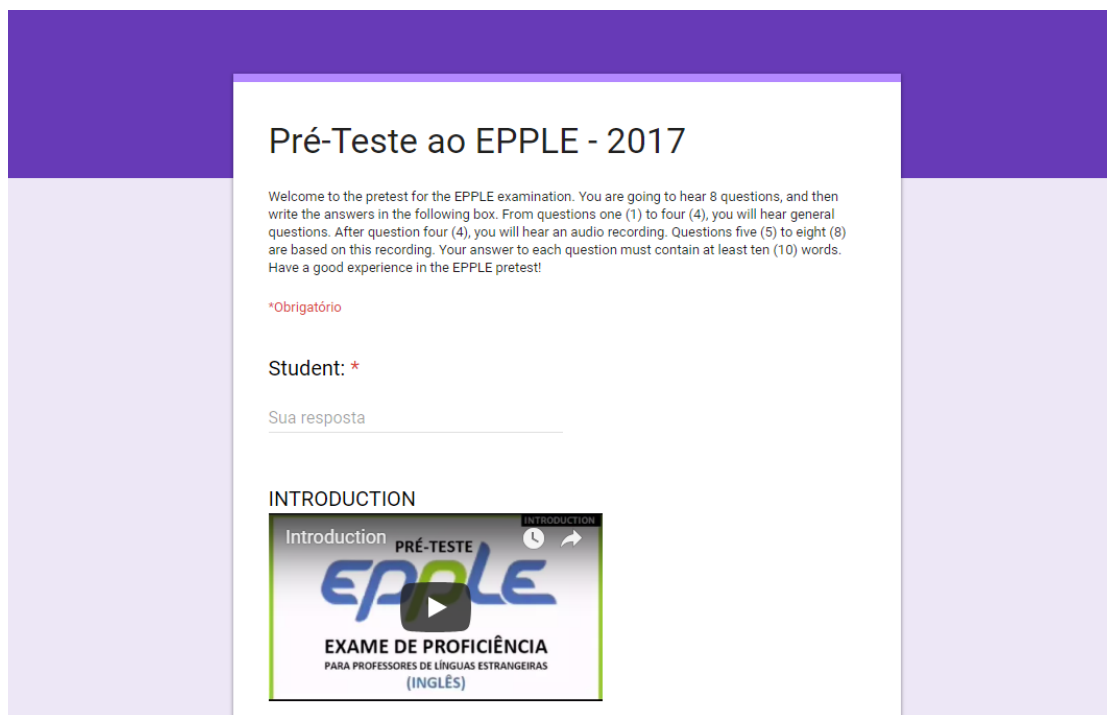 Pré-Teste ao EPPLE - 2017
Welcome to the pretest for the EPPLE examination. You are going to hear 8 questions, and then
write the answers in the following box. From questions one (1) to four (4), you will hear general
questions. After question four (4), you will hear an audio recording. Questions five (5) to eight (8)
are based on this recording. Your answer to each question must contain at least ten (10) words.
Have a good experience in the EPPLE pretest!
*Obrigatório
Student: *
Sua resposta
INTRODUCTION
INTRODUCTION
Introduction
PRÉ-TESTE
epple
EXAME DE PROFICIÊNCIA
PARA PROFESSORES DE LÍNGUAS ESTRANGEIRAS
(INGLÊS)